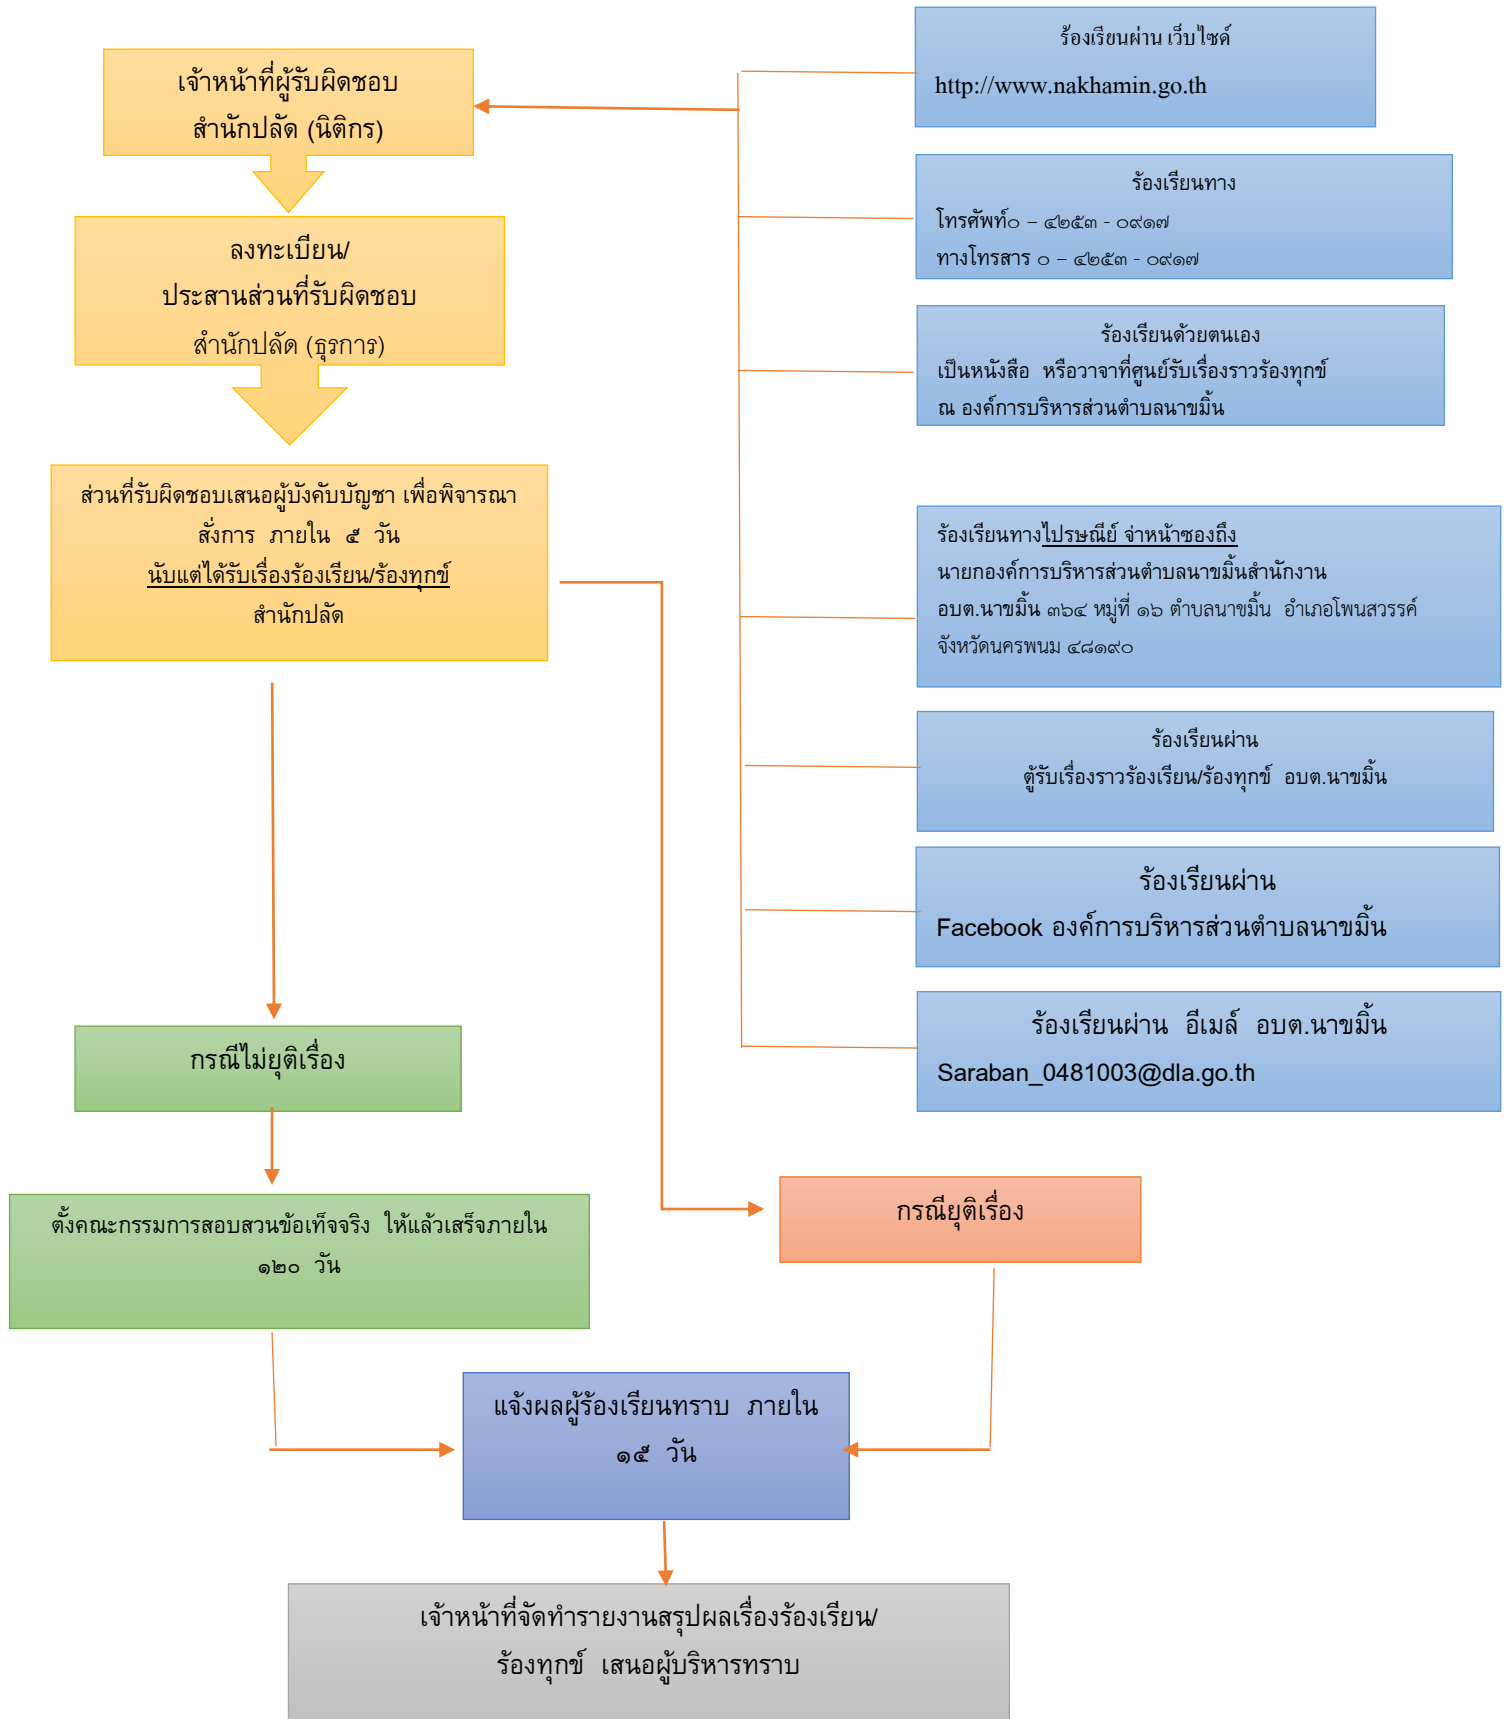 ร้องเรียนผ่าน เว็บไซค์
http://www.nakhamin.go.th
เจ้าหน้าที่ผู้รับผิดชอบ
สำนักปลัด (นิติกร)
ร้องเรียนทาง
โทรศัพท์๐ – ๔๒๕๓ - ๐๙๑๗
ทางโทรสาร ๐ – ๔๒๕๓ - ๐๙๑๗
ลงทะเบียน/
ประสานส่วนที่รับผิดชอบ
สำนักปลัด (ธุรการ)
ร้องเรียนด้วยตนเอง
เป็นหนังสือ หรือวาจาที่ศูนย์รับเรื่องราวร้องทุกข์
ณ องค์การบริหารส่วนตำบลนาขมิ้น
ส่วนที่รับผิดชอบเสนอผู้บังคับบัญชา เพื่อพิจารณา
สั่งการ ภายใน ๕ วัน
นับแต่ได้รับเรื่องร้องเรียน/ร้องทุกข์
สำนักปลัด
ร้องเรียนทางไปรษณีย์ จ่าหน้าซองถึง
นายกองค์การบริหารส่วนตำบลนาขมิ้นสำนักงาน
อบต.นาขมิ้น ๓๖๔ หมู่ที่ ๑๖ ตำบลนาขมิ้น อำเภอโพนสวรรค์
จังหวัดนครพนม ๔๘๑๙๐
ร้องเรียนผ่าน
ตู้รับเรื่องราวร้องเรียน/ร้องทุกข์ อบต.นาขมิ้น
ร้องเรียนผ่าน
Facebook องค์การบริหารส่วนตำบลนาขมิ้น
ร้องเรียนผ่าน อีเมล์ อบต.นาขมิ้น
Saraban_0481003@dla.go.th
กรณีไม่ยุติเรื่อง
กรณียุติเรื่อง
ตั้งคณะกรรมการสอบสวนข้อเท็จจริง ให้แล้วเสร็จภายใน
๑๒๐ วัน
แจ้งผลผู้ร้องเรียนทราบ ภายใน
๑๕ วัน
เจ้าหน้าที่จัดทำรายงานสรุปผลเรื่องร้องเรียน/
ร้องทุกข์ เสนอผู้บริหารทราบ